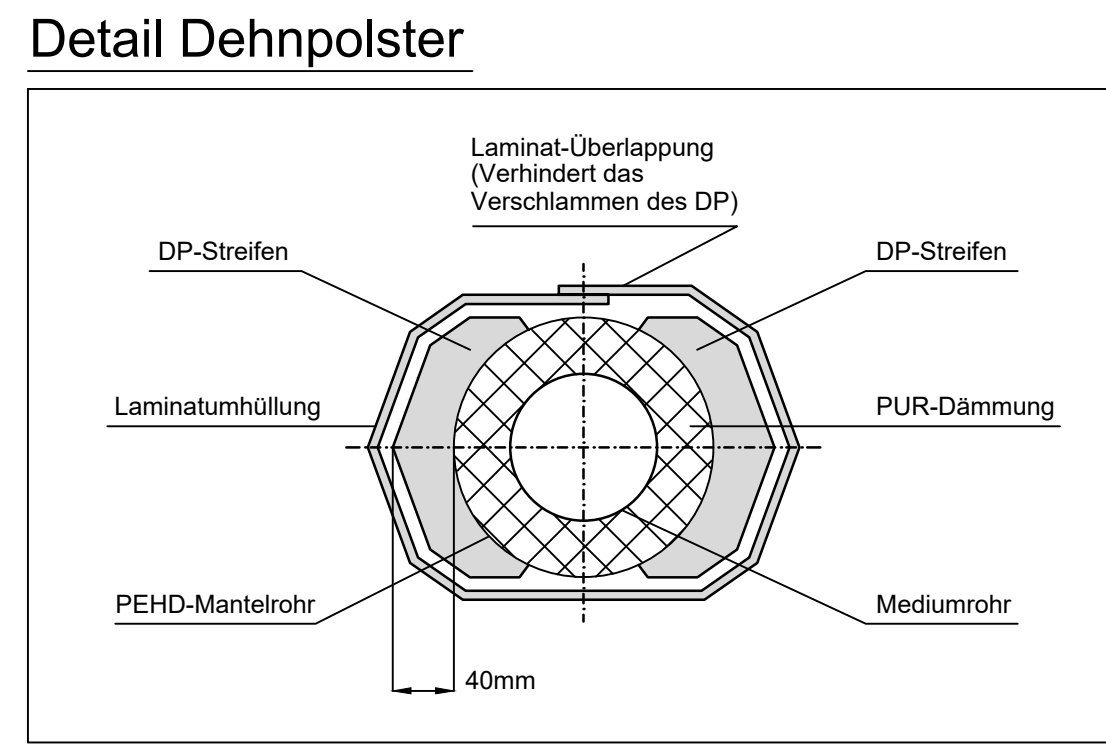 Detail Dehnpolster
Laminat-Überlappung
(Verhindert das
Verschlammen des DP)
DP-Streifen
DP-Streifen
Laminatumhüllung
PUR-Dämmung
PEHD-Mantelrohr
Mediumrohr
40mm